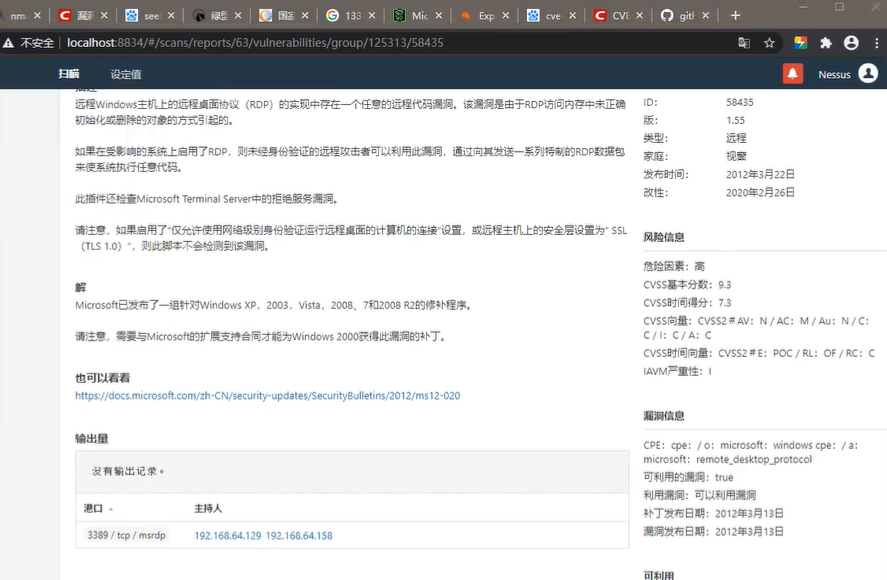 nm
漏洞
seel
绿盟
国家
133
Mic
Exp
cve
CVE
gitl
不安全 | localhost:8834/#/scans/reports/63/vulnerabilities/group/125313/58435
扫瞄 设定值 Nessus
描述
远程Windows主机上的远程桌面协议（RDP）的实现中存在一个任意的远程代码漏洞。该漏洞是由于RDP访问内存中未正确
初始化或删除的对象的方式引起的。
如果在受影响的系统上启用了RDP，则未经身份验证的远程攻击者可以利用此漏洞，通过向其发送一系列特制的RDP数据包
来使系统执行任意代码。
此插件还检查Microsoft Terminal Server中的拒绝服务漏洞。
请注意，如果启用了“仅允许使用网络级别身份验证运行远程桌面的计算机的连接”设置，或远程主机上的安全层设置为“ SSL
（TLS 1.0）”，则此脚本不会检测到该漏洞。
解
Microsoft已发布了一组针对Windows XP，2003，Vista，2008、7和2008 R2的修补程序。
请注意，需要与Microsoft的扩展支持合同才能为Windows 2000获得此漏洞的补丁。
也可以看看
https://docs.microsoft.com/zh-CN/security-updates/SecurityBulletins/2012/ms12-020
输出量
没有输出记录。
港口 主持人
3389 / tcp / msrdp 192.168.64.129 192.168.64.158
ID： 58435
版： 1.55
类型： 远程
家庭： 视窗
发布时间： 2012年3月22日
改性： 2020年2月26日
风险信息
危险因素：高
CVSS基本分数：9.3
CVSS时间得分：7.3
CVSS向量：CVSS2＃AV：N / AC：M / Au：N / C：
C / I：C / A：C
CVSS时间向量：CVSS2＃E：POC / RL：OF / RC：C
IAVM严重性：I
漏洞信息
CPE：cpe：/ o：microsoft：windows cpe：/ a：
microsoft：remote_desktop_protocol
可利用的漏洞：true
利用漏洞：可以利用漏洞
补丁发布日期：2012年3月13日
漏洞发布日期：2012年3月13日
可利用